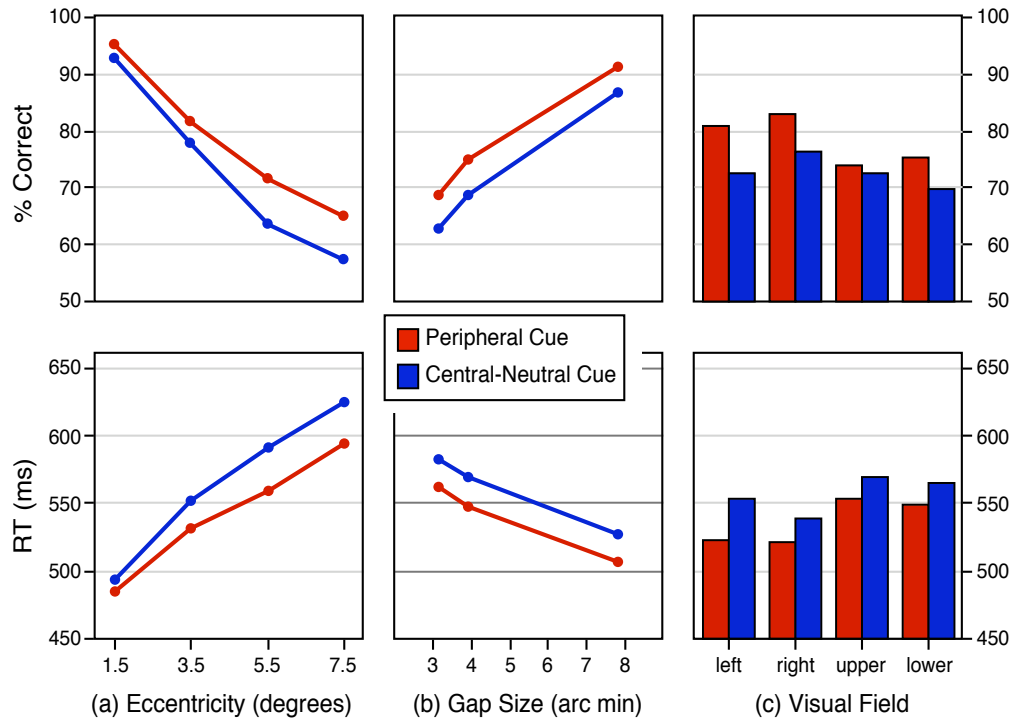 100
90
80
70
60
50
% Correct
100
90
80
70
60
50
Peripheral Cue
Central-Neutral Cue
650
600
550
500
450
RT (ms)
650
600
550
500
450
1.5 3.5 5.5 7.5
3 4 5 6 7 8
left right upper lower
(a) Eccentricity (degrees)
(b) Gap Size (arc min)
(c) Visual Field